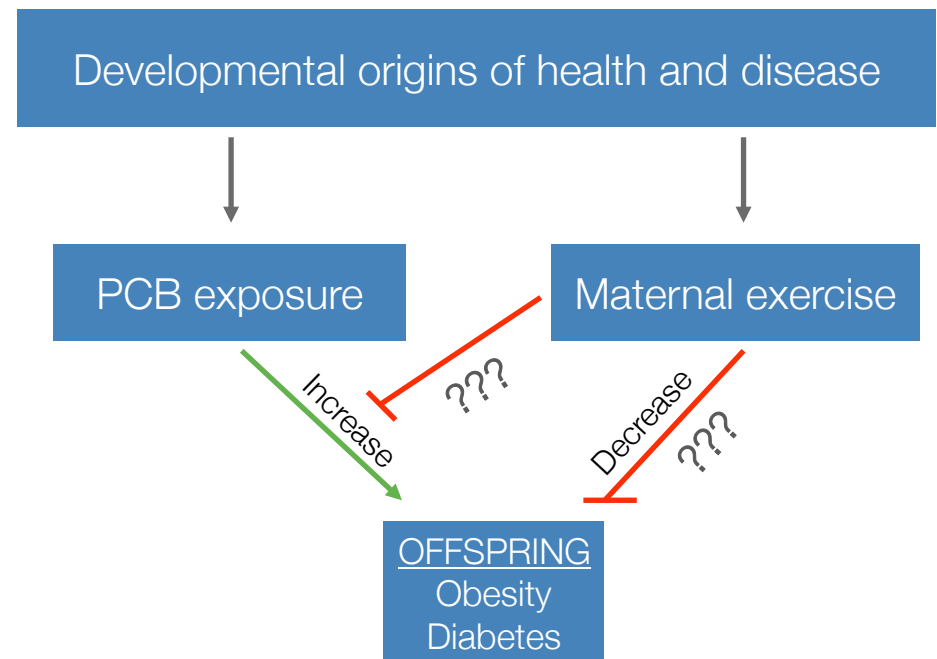 Developmental origins of health and disease
PCB exposure
Maternal exercise
Increase
???
Decrease
???
OFFSPRING
Obesity
Diabetes